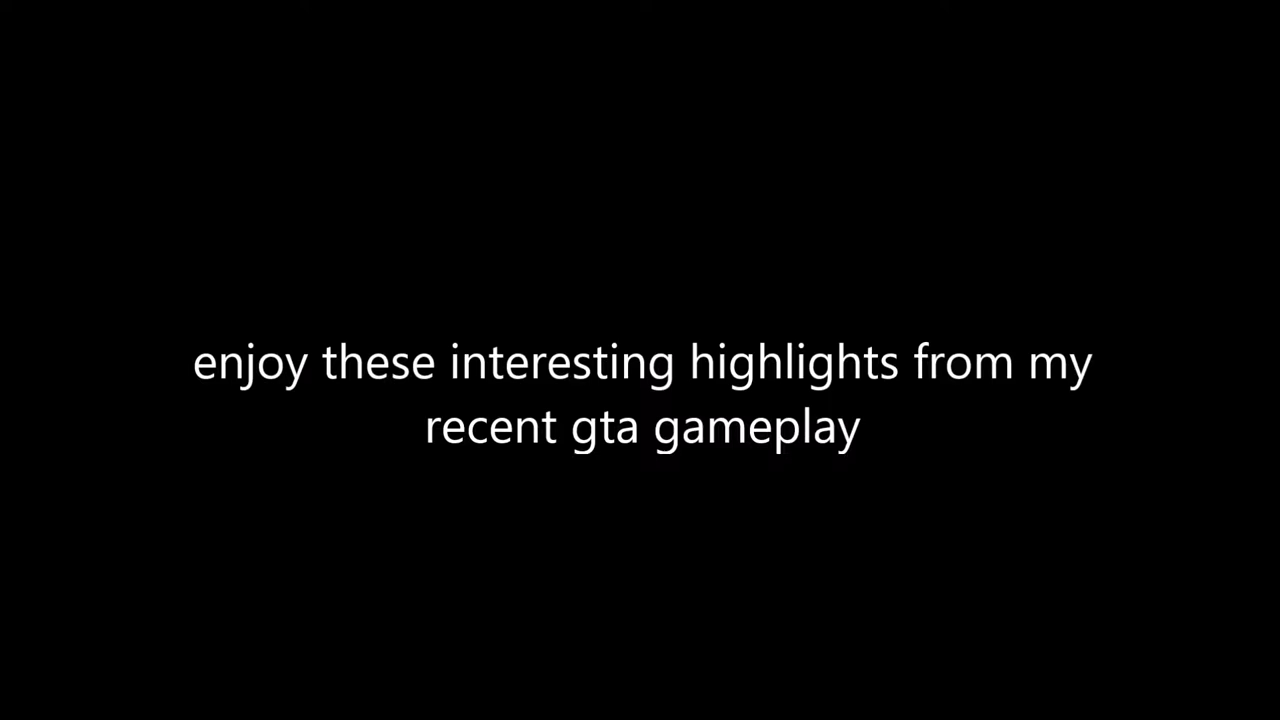 enjoy these interesting highlights from my
recent gta gameplay